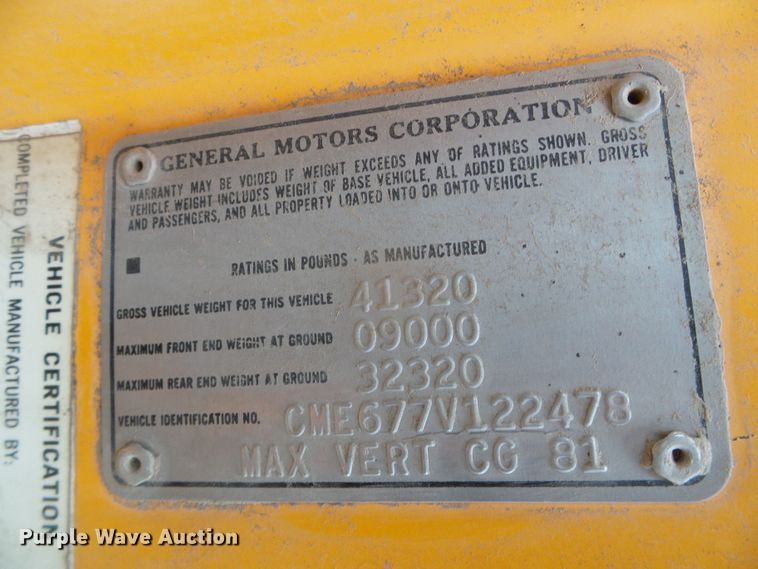 GENERAL MOTORS CORPORATION
WARRANTY MAY BE VOIDED IF WEIGHT EXCEEDS ANY OF RATINGS SHOWN. GROSS
VEHICLE WEIGHT INCLUDES WEIGHT OF BASE VEHICLE, ALL ADDED EQUIPMENT, DRIVER
AND PASSENGERS, AND ALL PROPERTY LOADED INTO OR ONTO VEHICLE.
RATINGS IN POUNDS - AS MANUFACTURED
GROSS VEHICLE WEIGHT FOR THIS VEHICLE 41320
MAXIMUM FRONT END WEIGHT AT GROUND 09000
MAXIMUM REAR END WEIGHT AT GROUND 32320
VEHICLE IDENTIFICATION NO. CME677V122478
MAX VERT CG 81
VEHICLE CERTIFICATION
COMPLETED VEHICLE MANUFACTURED BY:
Purple Wave Auction